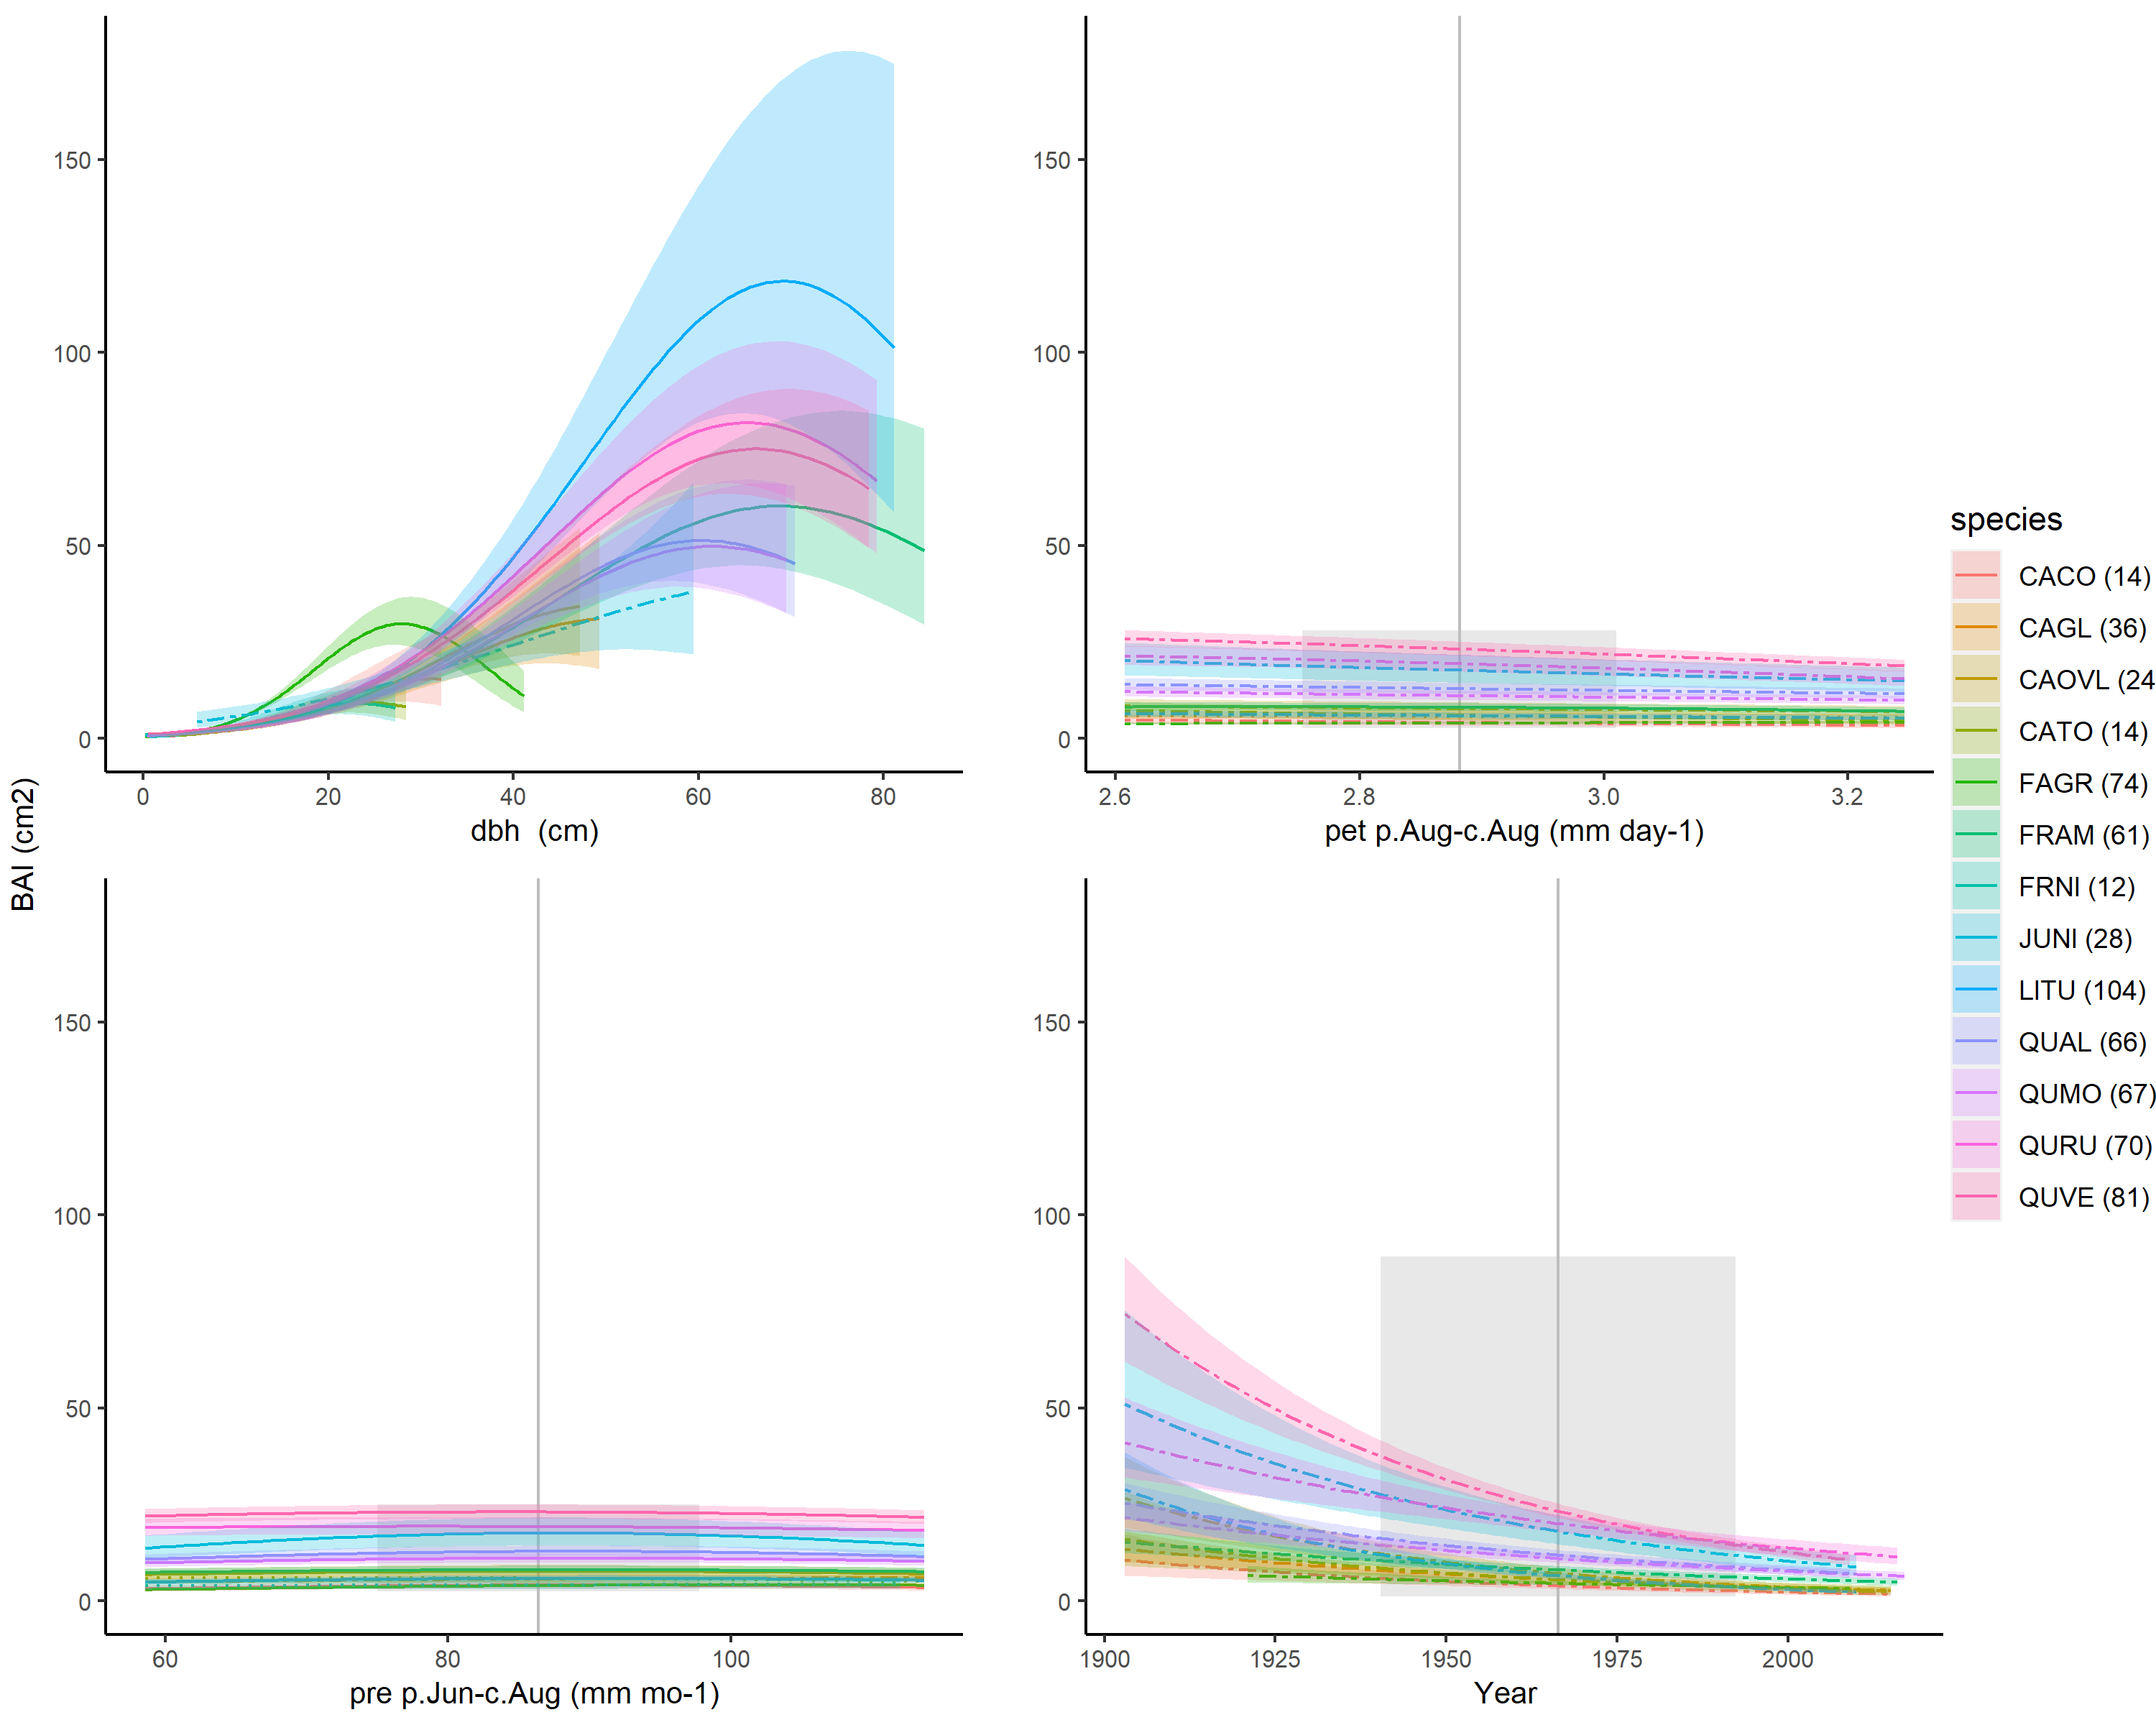 150
100
50
0
0 20 40 60 80
dbh  (cm)
150
100
50
0
2.6 2.8 3.0 3.2
pet p.Aug-c.Aug (mm day-1)
BAI (cm2)
150
100
50
0
60 80 100
pre p.Jun-c.Aug (mm mo-1)
150
100
50
0
1900 1925 1950 1975 2000
Year
species
CACO (14)
CAGL (36)
CAOVL (24
CATO (14)
FAGR (74)
FRAM (61)
FRNI (12)
JUNI (28)
LITU (104)
QUAL (66)
QUMO (67)
QURU (70)
QUVE (81)